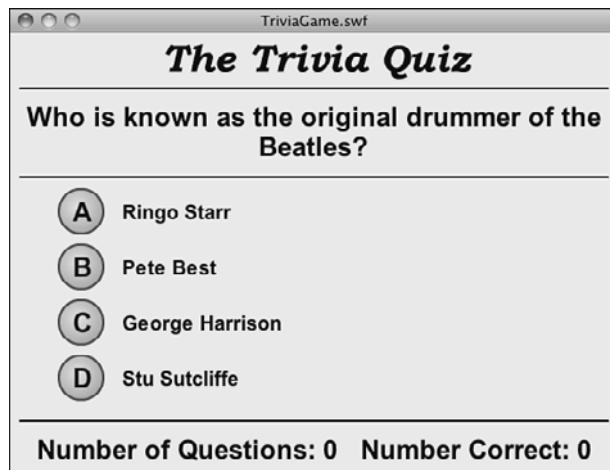 TriviaGame.swf
The Trivia Quiz
Who is known as the original drummer of the
Beatles?
A Ringo Starr
B Pete Best
C George Harrison
D Stu Sutcliffe
Number of Questions: 0 Number Correct: 0